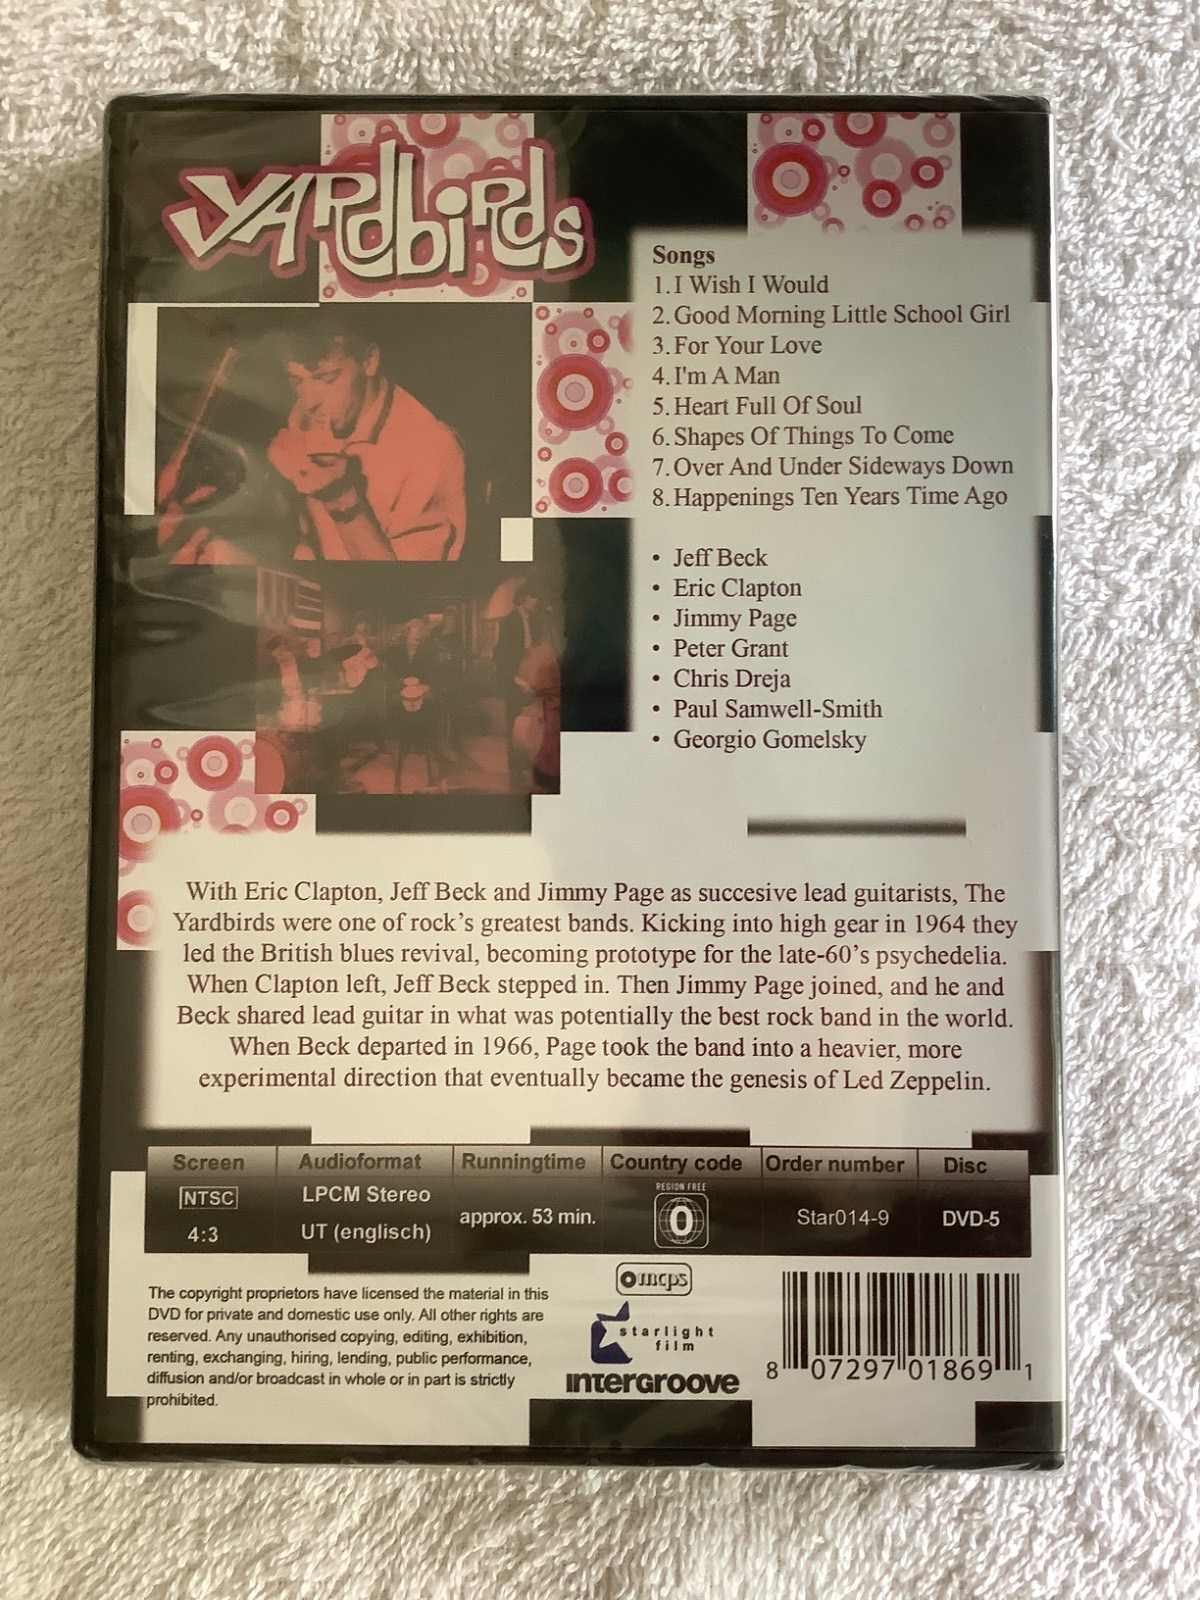 YARdbiRds
Songs
1. I Wish I Would
2. Good Morning Little School Girl
3. For Your Love
4. I'm A Man
5. Heart Full Of Soul
6. Shapes Of Things To Come
7. Over And Under Sideways Down
8. Happenings Ten Years Time Ago
• Jeff Beck
• Eric Clapton
• Jimmy Page
• Peter Grant
• Chris Dreja
• Paul Samwell-Smith
• Georgio Gomelsky
With Eric Clapton, Jeff Beck and Jimmy Page as succesive lead guitarists, The
Yardbirds were one of rock's greatest bands. Kicking into high gear in 1964 they
led the British blues revival, becoming prototype for the late-60's psychedelia.
When Clapton left, Jeff Beck stepped in. Then Jimmy Page joined, and he and
Beck shared lead guitar in what was potentially the best rock band in the world.
When Beck departed in 1966, Page took the band into a heavier, more
experimental direction that eventually became the genesis of Led Zeppelin.
Screen Audioformat Runningtime Country code Order number Disc
REGION FREE
NTSC LPCM Stereo
approx. 53 min. 0 Star014-9 DVD-5
4:3 UT (englisch)
The copyright proprietors have licensed the material in this
DVD for private and domestic use only. All other rights are
reserved. Any unauthorised copying, editing, exhibition,
renting, exchanging, hiring, lending, public performance,
diffusion and/or broadcast in whole or in part is strictly
prohibited.
mcps
starlight
film
intergroove
8 07297 01869 1